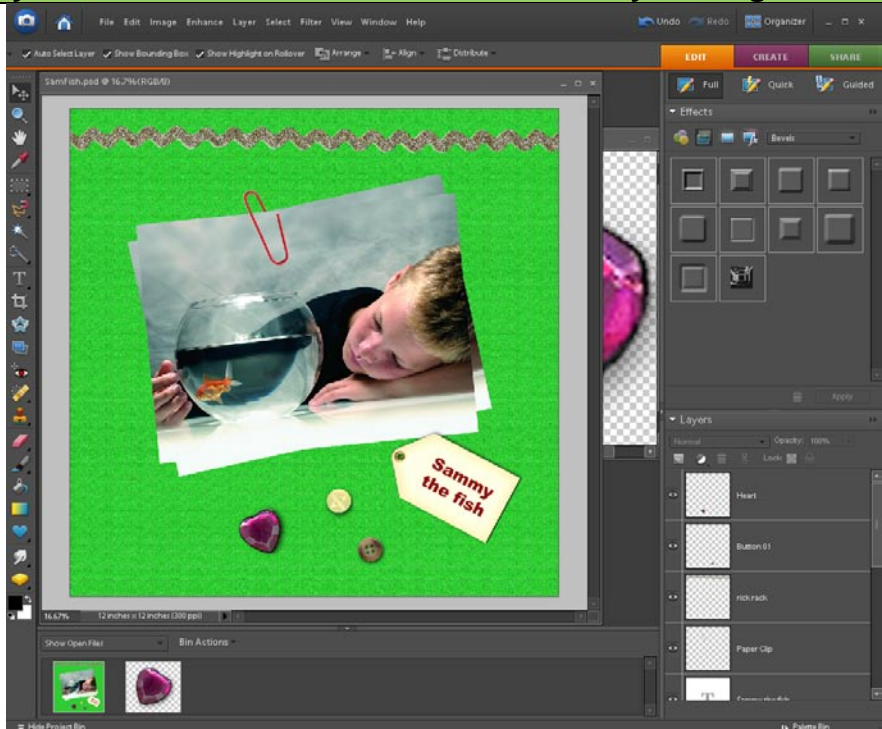 File Edit Image Enhance Layer Select Filter View Window Help
Undo Redo Organizer
Auto Select Layer Show Bounding Box Show Highlight on Rollover Arrange Align Distribute
EDIT CREATE SHARE
SamFish.psd @ 16.7%(RGB/8)
Full Quick Guided
Effects
Bevels
Apply
Layers
Normal Opacity: 100%
Lock:
Heart
Button 01
rick rack
Paper Clip
T Sammy the fish
Sammy
the fish
16.67% 12 inches x 12 inches (300 ppi)
Show Open Files Bin Actions
Hide Project Bin Palette Bin